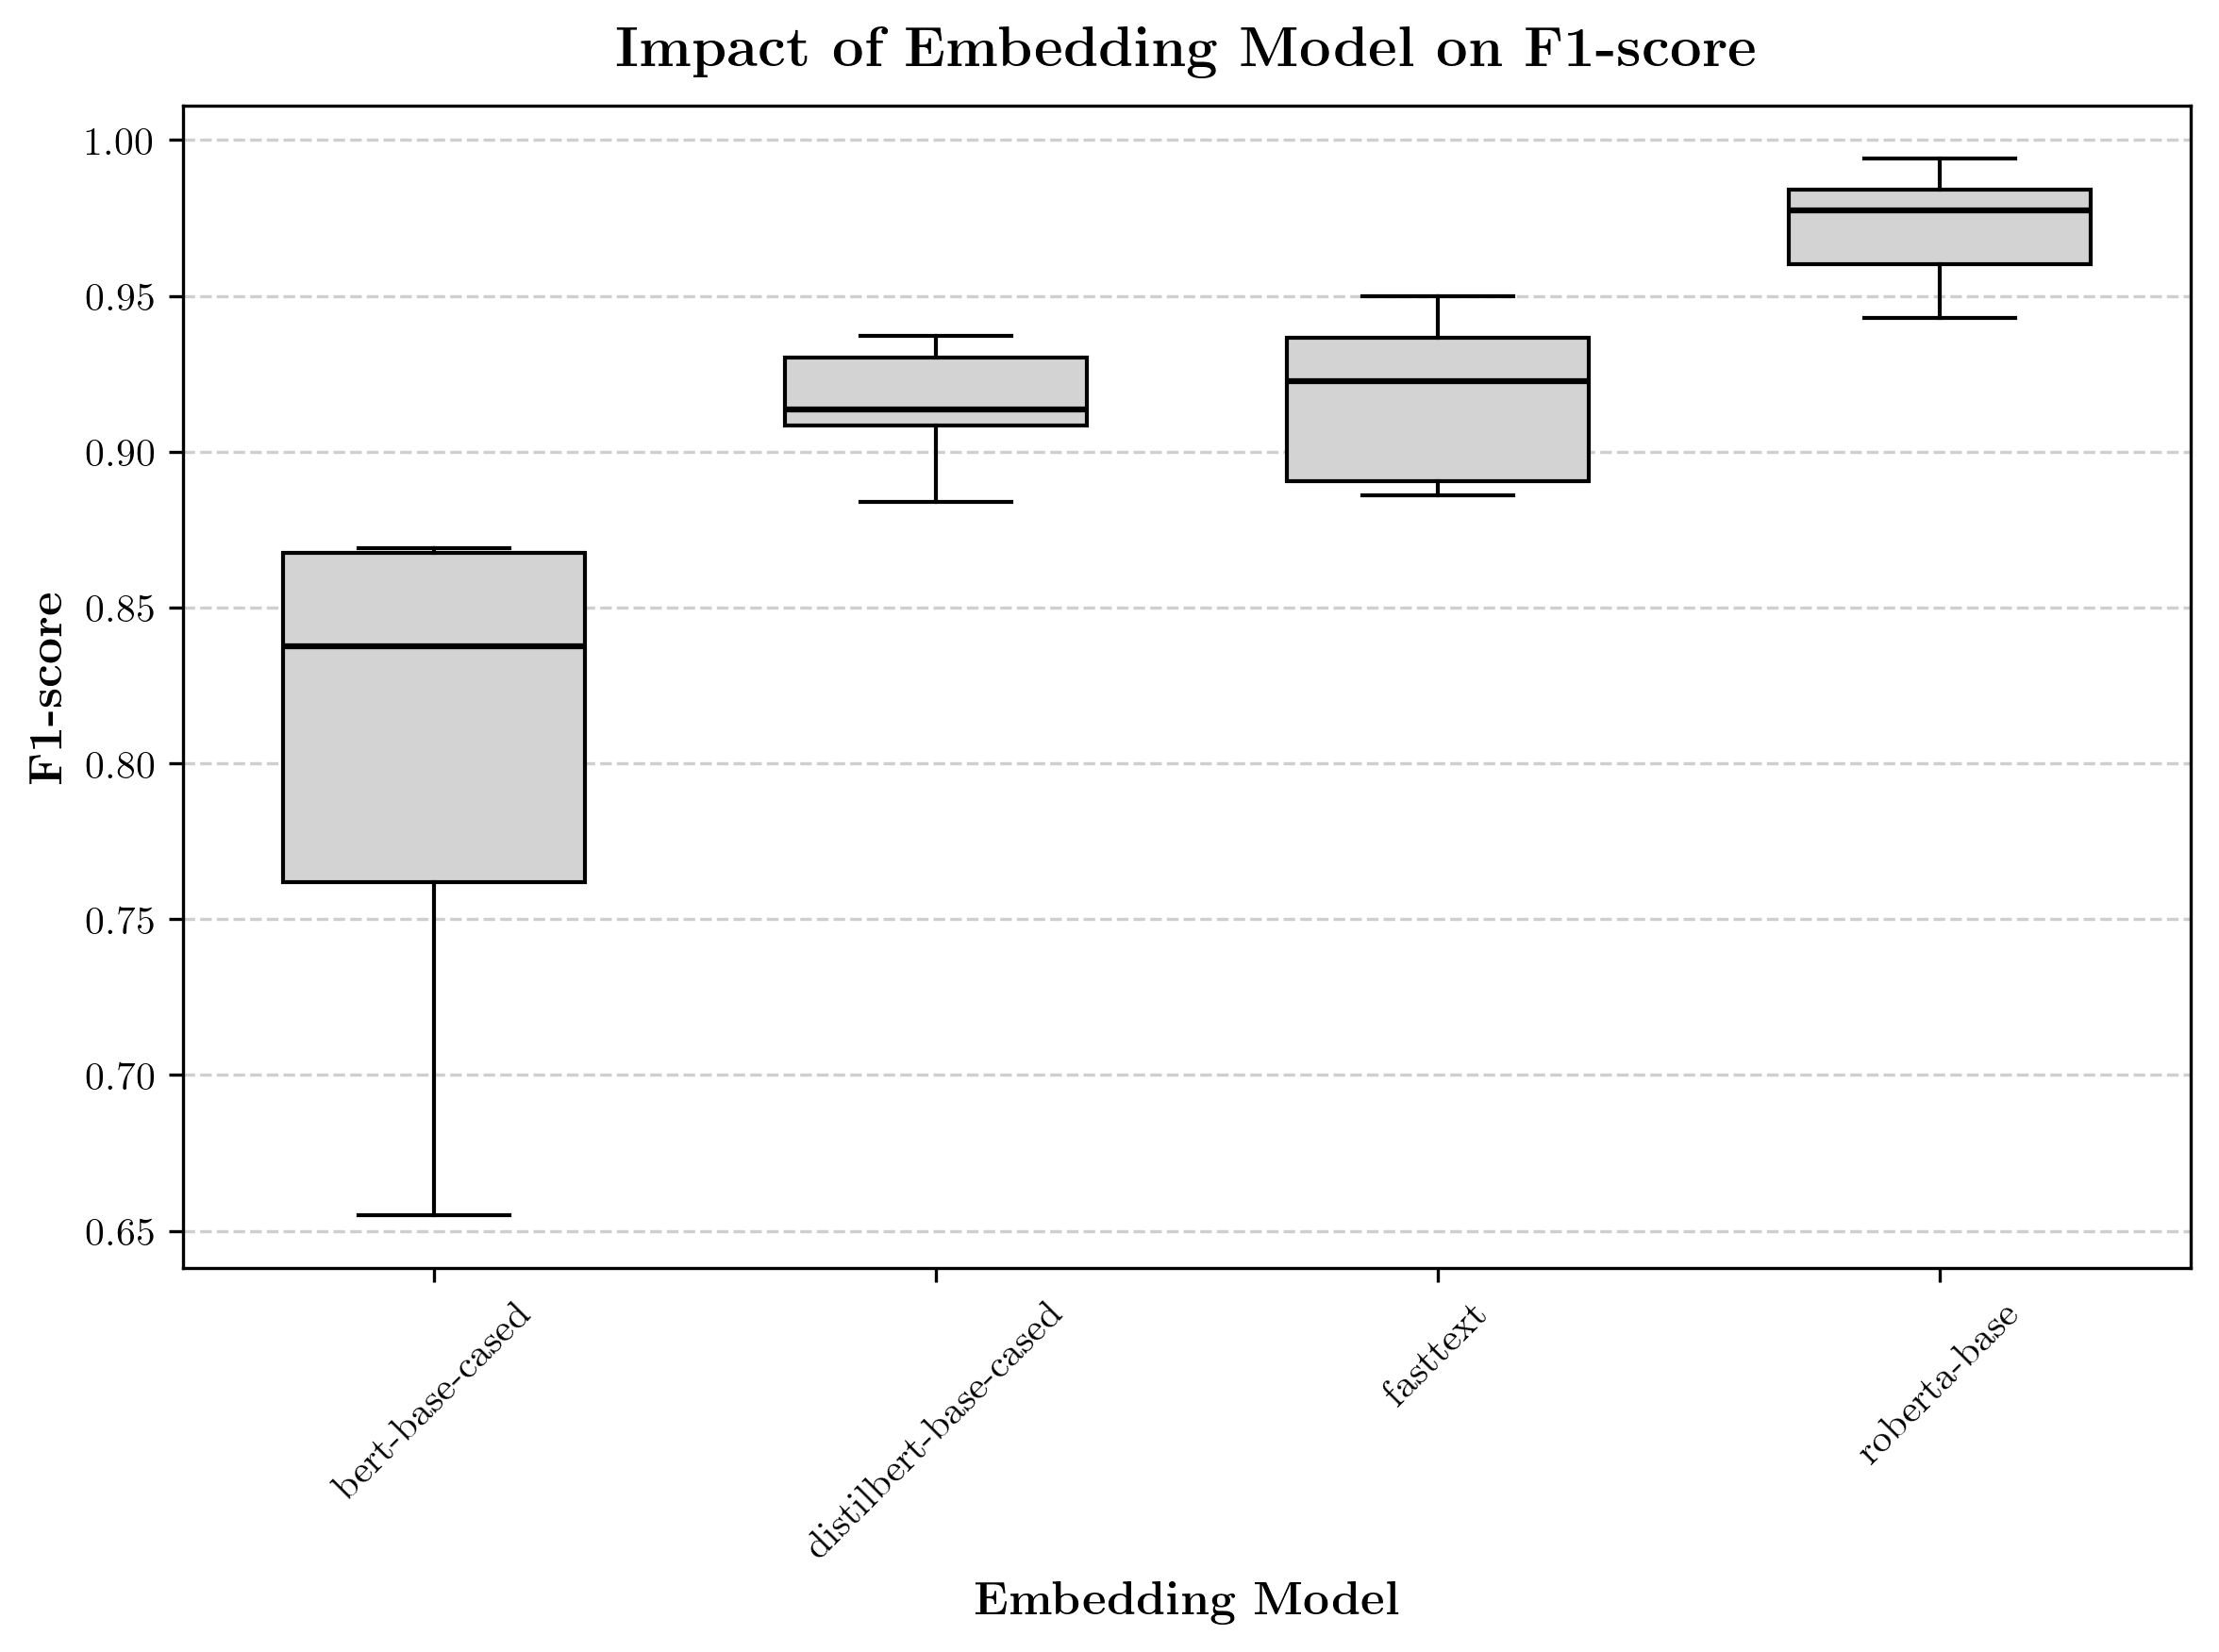 Impact of Embedding Model on F1-score
1.00
0.95
0.90
0.85
0.80
0.75
0.70
0.65
F1-score
bert-base-cased
distilbert-base-cased
fasttext
roberta-base
Embedding Model